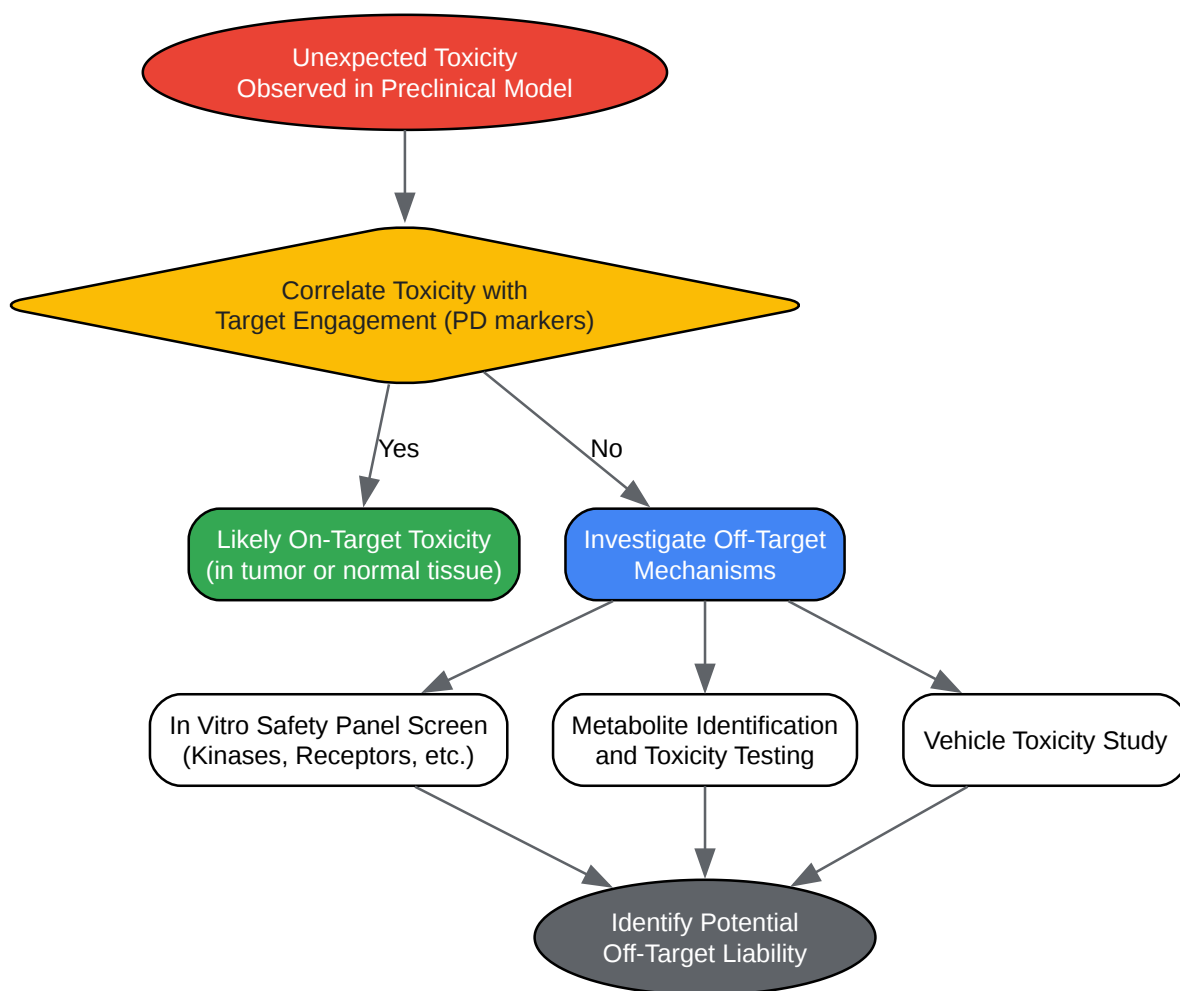 Unexpected Toxicity
Observed in Preclinical Model
Correlate Toxicity with
Target Engagement (PD markers)
Yes
No
Likely On-Target Toxicity
(in tumor or normal tissue)
Investigate Off-Target
Mechanisms
In Vitro Safety Panel Screen
(Kinases, Receptors, etc.)
Metabolite Identification
and Toxicity Testing
Vehicle Toxicity Study
Identify Potential
Off-Target Liability